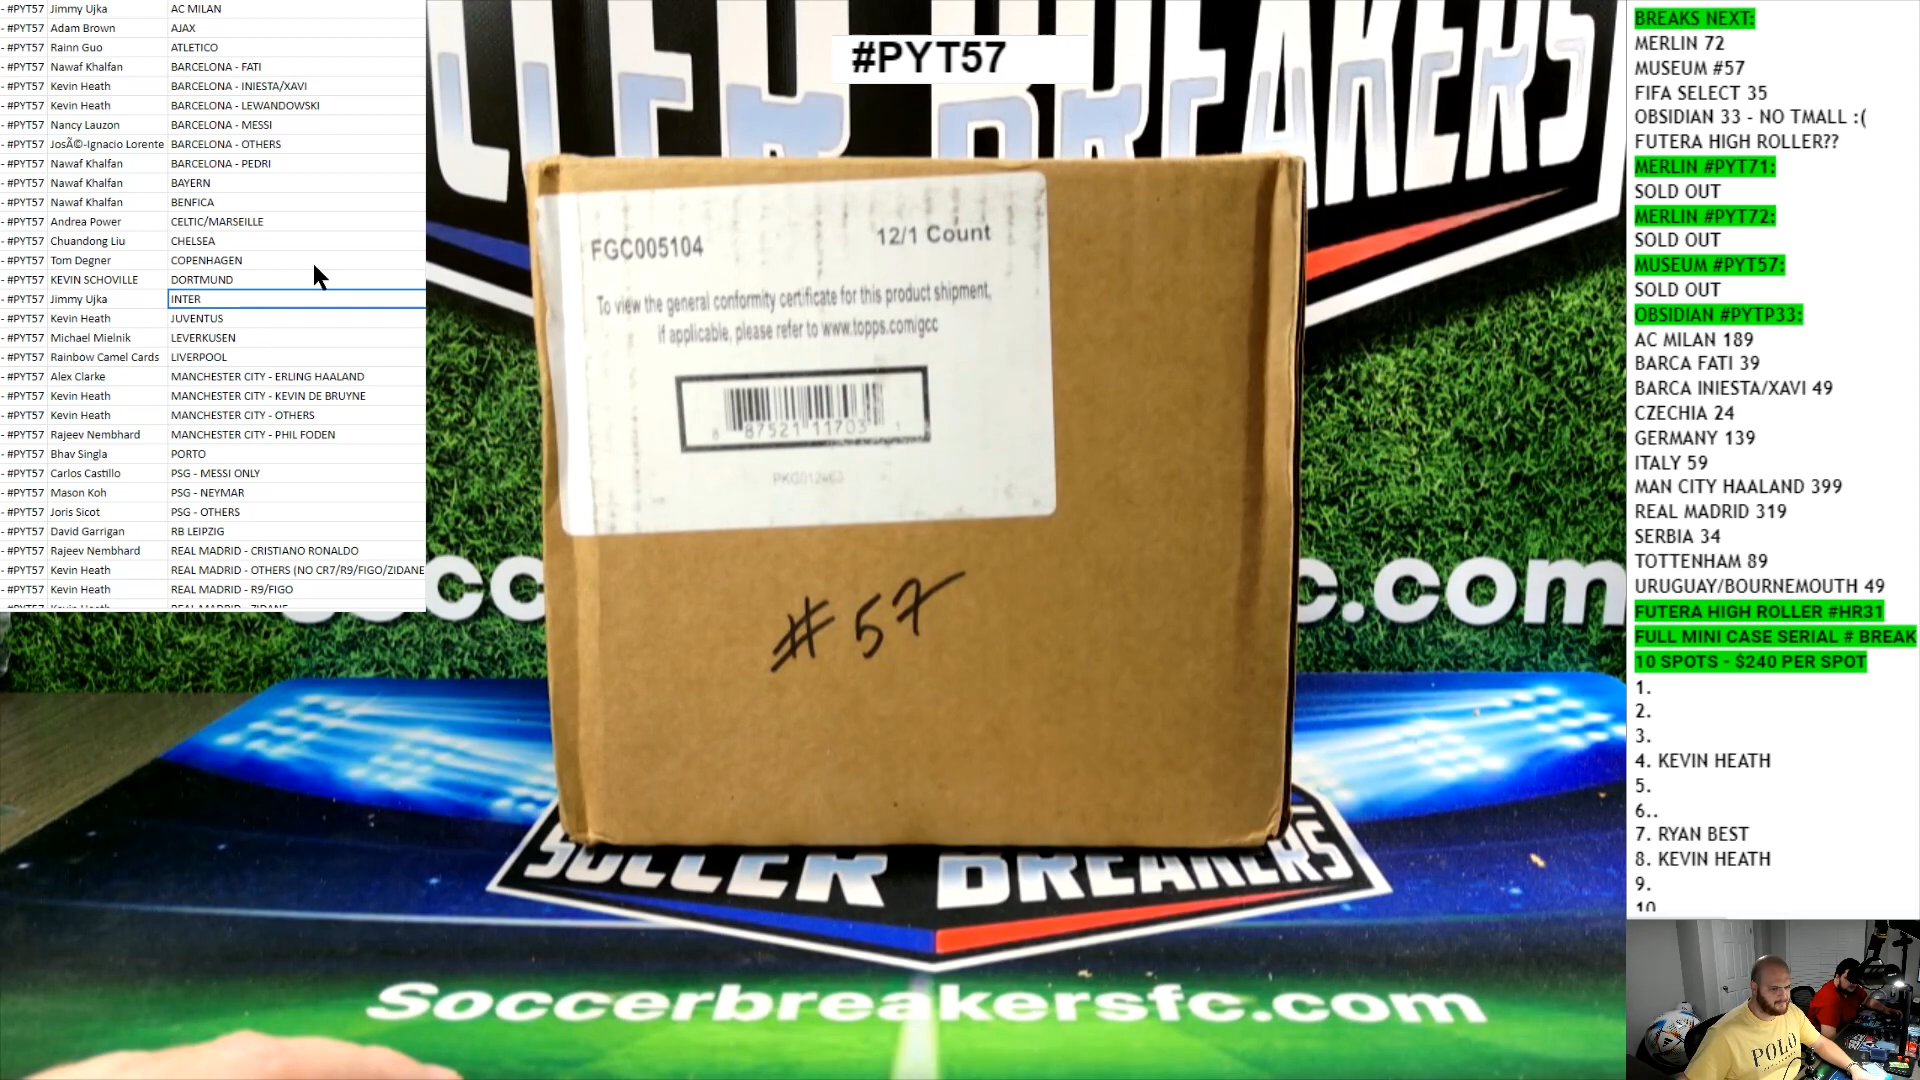 - #PYT57 Jimmy Ujka AC MILAN
- #PYT57 Adam Brown AJAX
- #PYT57 Rainn Guo ATLETICO
- #PYT57 Nawaf Khalfan BARCELONA - FATI
- #PYT57 Kevin Heath BARCELONA - INIESTA/XAVI
- #PYT57 Kevin Heath BARCELONA - LEWANDOWSKI
- #PYT57 Nancy Lauzon BARCELONA - MESSI
- #PYT57 JosÃ©-Ignacio Lorente BARCELONA - OTHERS
- #PYT57 Nawaf Khalfan BARCELONA - PEDRI
- #PYT57 Nawaf Khalfan BAYERN
- #PYT57 Nawaf Khalfan BENFICA
- #PYT57 Andrea Power CELTIC/MARSEILLE
- #PYT57 Chuandong Liu CHELSEA
- #PYT57 Tom Degner COPENHAGEN
- #PYT57 KEVIN SCHOVILLE DORTMUND
- #PYT57 Jimmy Ujka INTER
- #PYT57 Kevin Heath JUVENTUS
- #PYT57 Michael Mielnik LEVERKUSEN
- #PYT57 Rainbow Camel Cards LIVERPOOL
- #PYT57 Alex Clarke MANCHESTER CITY - ERLING HAALAND
- #PYT57 Kevin Heath MANCHESTER CITY - KEVIN DE BRUYNE
- #PYT57 Kevin Heath MANCHESTER CITY - OTHERS
- #PYT57 Rajeev Nembhard MANCHESTER CITY - PHIL FODEN
- #PYT57 Bhav Singla PORTO
- #PYT57 Carlos Castillo PSG - MESSI ONLY
- #PYT57 Mason Koh PSG - NEYMAR
- #PYT57 Joris Sicot PSG - OTHERS
- #PYT57 David Garrigan RB LEIPZIG
- #PYT57 Rajeev Nembhard REAL MADRID - CRISTIANO RONALDO
- #PYT57 Kevin Heath REAL MADRID - OTHERS (NO CR7/R9/FIGO/ZIDANE
- #PYT57 Kevin Heath REAL MADRID - R9/FIGO
- #PYT57 Kevin Heath REAL MADRID - ZIDANE
#PYT57
BREAKERS
FGC005104 12/1 Count
To view the general conformity certificate for this product shipment,
if applicable, please refer to www.topps.com/gcc
8 87521 11703 1
#57
SOCCER BREAKERS
Soccerbreakersfc.com
BREAKS NEXT:
MERLIN 72
MUSEUM #57
FIFA SELECT 35
OBSIDIAN 33 - NO TMALL :(
FUTERA HIGH ROLLER??
MERLIN #PYT71:
SOLD OUT
MERLIN #PYT72:
SOLD OUT
MUSEUM #PYT57:
SOLD OUT
OBSIDIAN #PYTP33:
AC MILAN 189
BARCA FATI 39
BARCA INIESTA/XAVI 49
CZECHIA 24
GERMANY 139
ITALY 59
MAN CITY HAALAND 399
REAL MADRID 319
SERBIA 34
TOTTENHAM 89
URUGUAY/BOURNEMOUTH 49
FUTERA HIGH ROLLER #HR31
FULL MINI CASE SERIAL # BREAK
10 SPOTS - $240 PER SPOT
1.
2.
3.
4. KEVIN HEATH
5.
6..
7. RYAN BEST
8. KEVIN HEATH
9.
10
POLO